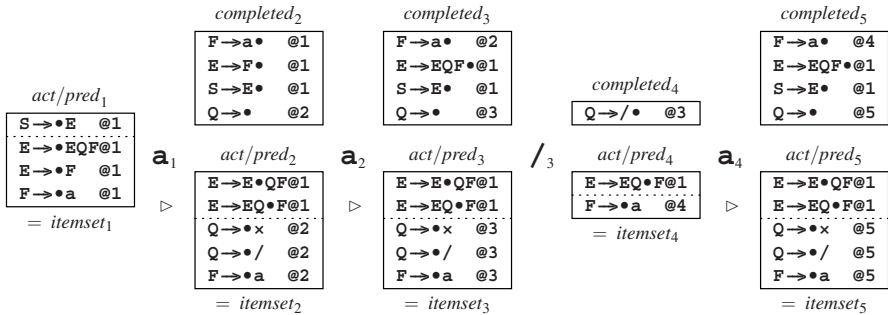 completed₂
F→a• @1
E→F• @1
S→E• @1
Q→• @2
completed₃
F→a• @2
E→EQF•@1
S→E• @1
Q→• @3
completed₄
Q→/• @3
completed₅
F→a• @4
E→EQF•@1
S→E• @1
Q→• @5
act/pred₁
S→•E @1
E→•EQF@1
E→•F @1
F→•a @1
= itemset₁
a₁
▷
act/pred₂
E→E•QF@1
E→EQ•F@1
Q→•× @2
Q→•/ @2
F→•a @2
= itemset₂
a₂
▷
act/pred₃
E→E•QF@1
E→EQ•F@1
Q→•× @3
Q→•/ @3
F→•a @3
= itemset₃
/₃
act/pred₄
E→EQ•F@1
F→•a @4
= itemset₄
a₄
▷
act/pred₅
E→E•QF@1
E→EQ•F@1
Q→•× @5
Q→•/ @5
F→•a @5
= itemset₅